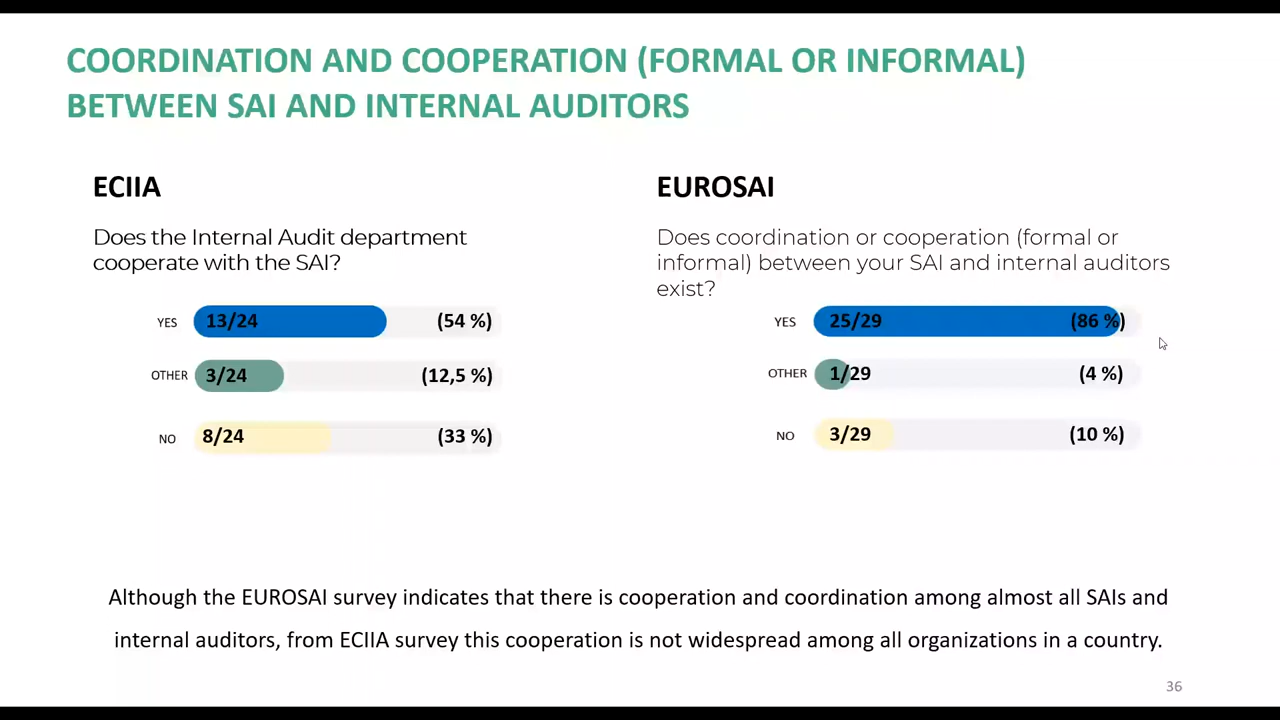 COORDINATION AND COOPERATION (FORMAL OR INFORMAL)
BETWEEN SAI AND INTERNAL AUDITORS
ECIIA
Does the Internal Audit department
cooperate with the SAI?
YES 13/24 (54 %)
OTHER 3/24 (12,5 %)
NO 8/24 (33 %)
EUROSAI
Does coordination or cooperation (formal or
informal) between your SAI and internal auditors
exist?
YES 25/29 (86 %)
OTHER 1/29 (4 %)
NO 3/29 (10 %)
Although the EUROSAI survey indicates that there is cooperation and coordination among almost all SAIs and
internal auditors, from ECIIA survey this cooperation is not widespread among all organizations in a country.
36